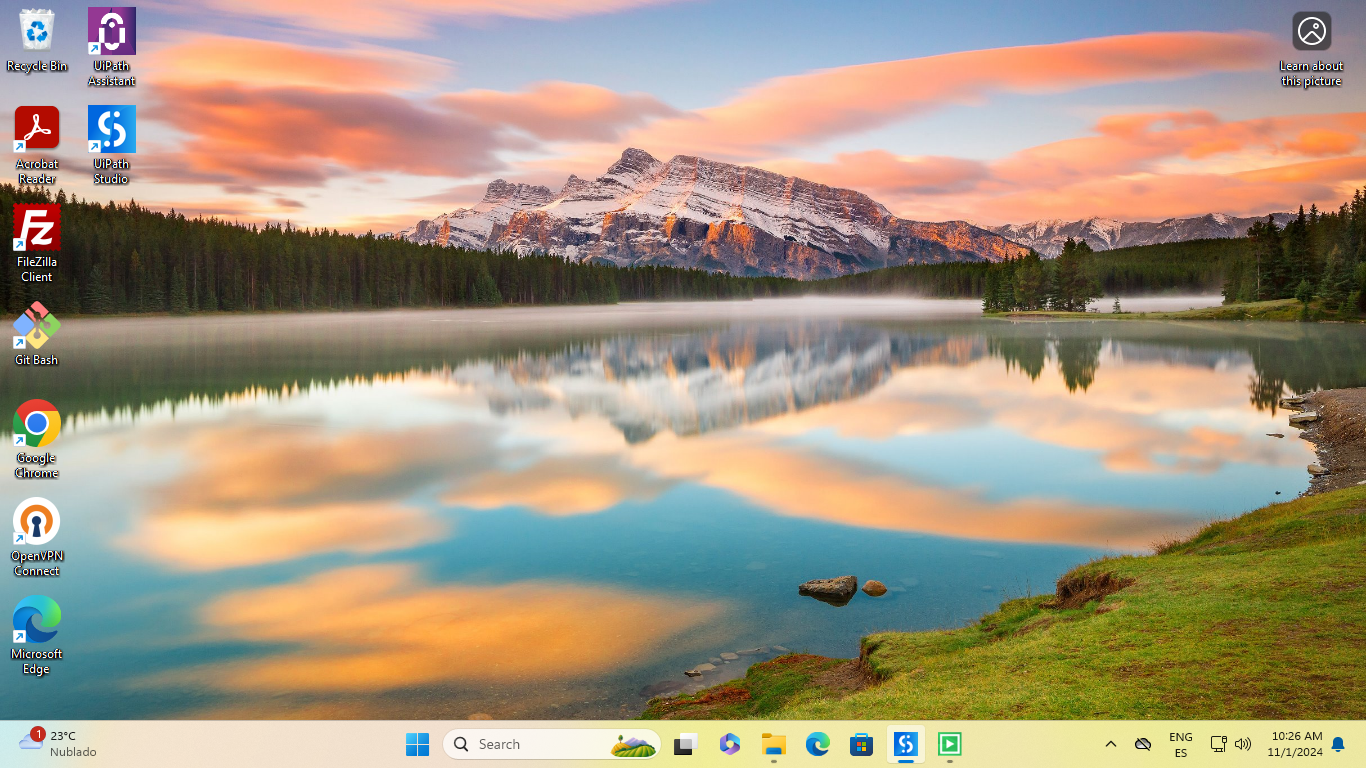 Recycle Bin
UiPath
Assistant
Learn about
this picture
Acrobat
Reader
UiPath
Studio
FileZilla
Client
Git Bash
Google
Chrome
OpenVPN
Connect
Microsoft
Edge
1
23°C
Nublado
Search
ENG
ES
10:26 AM
11/1/2024